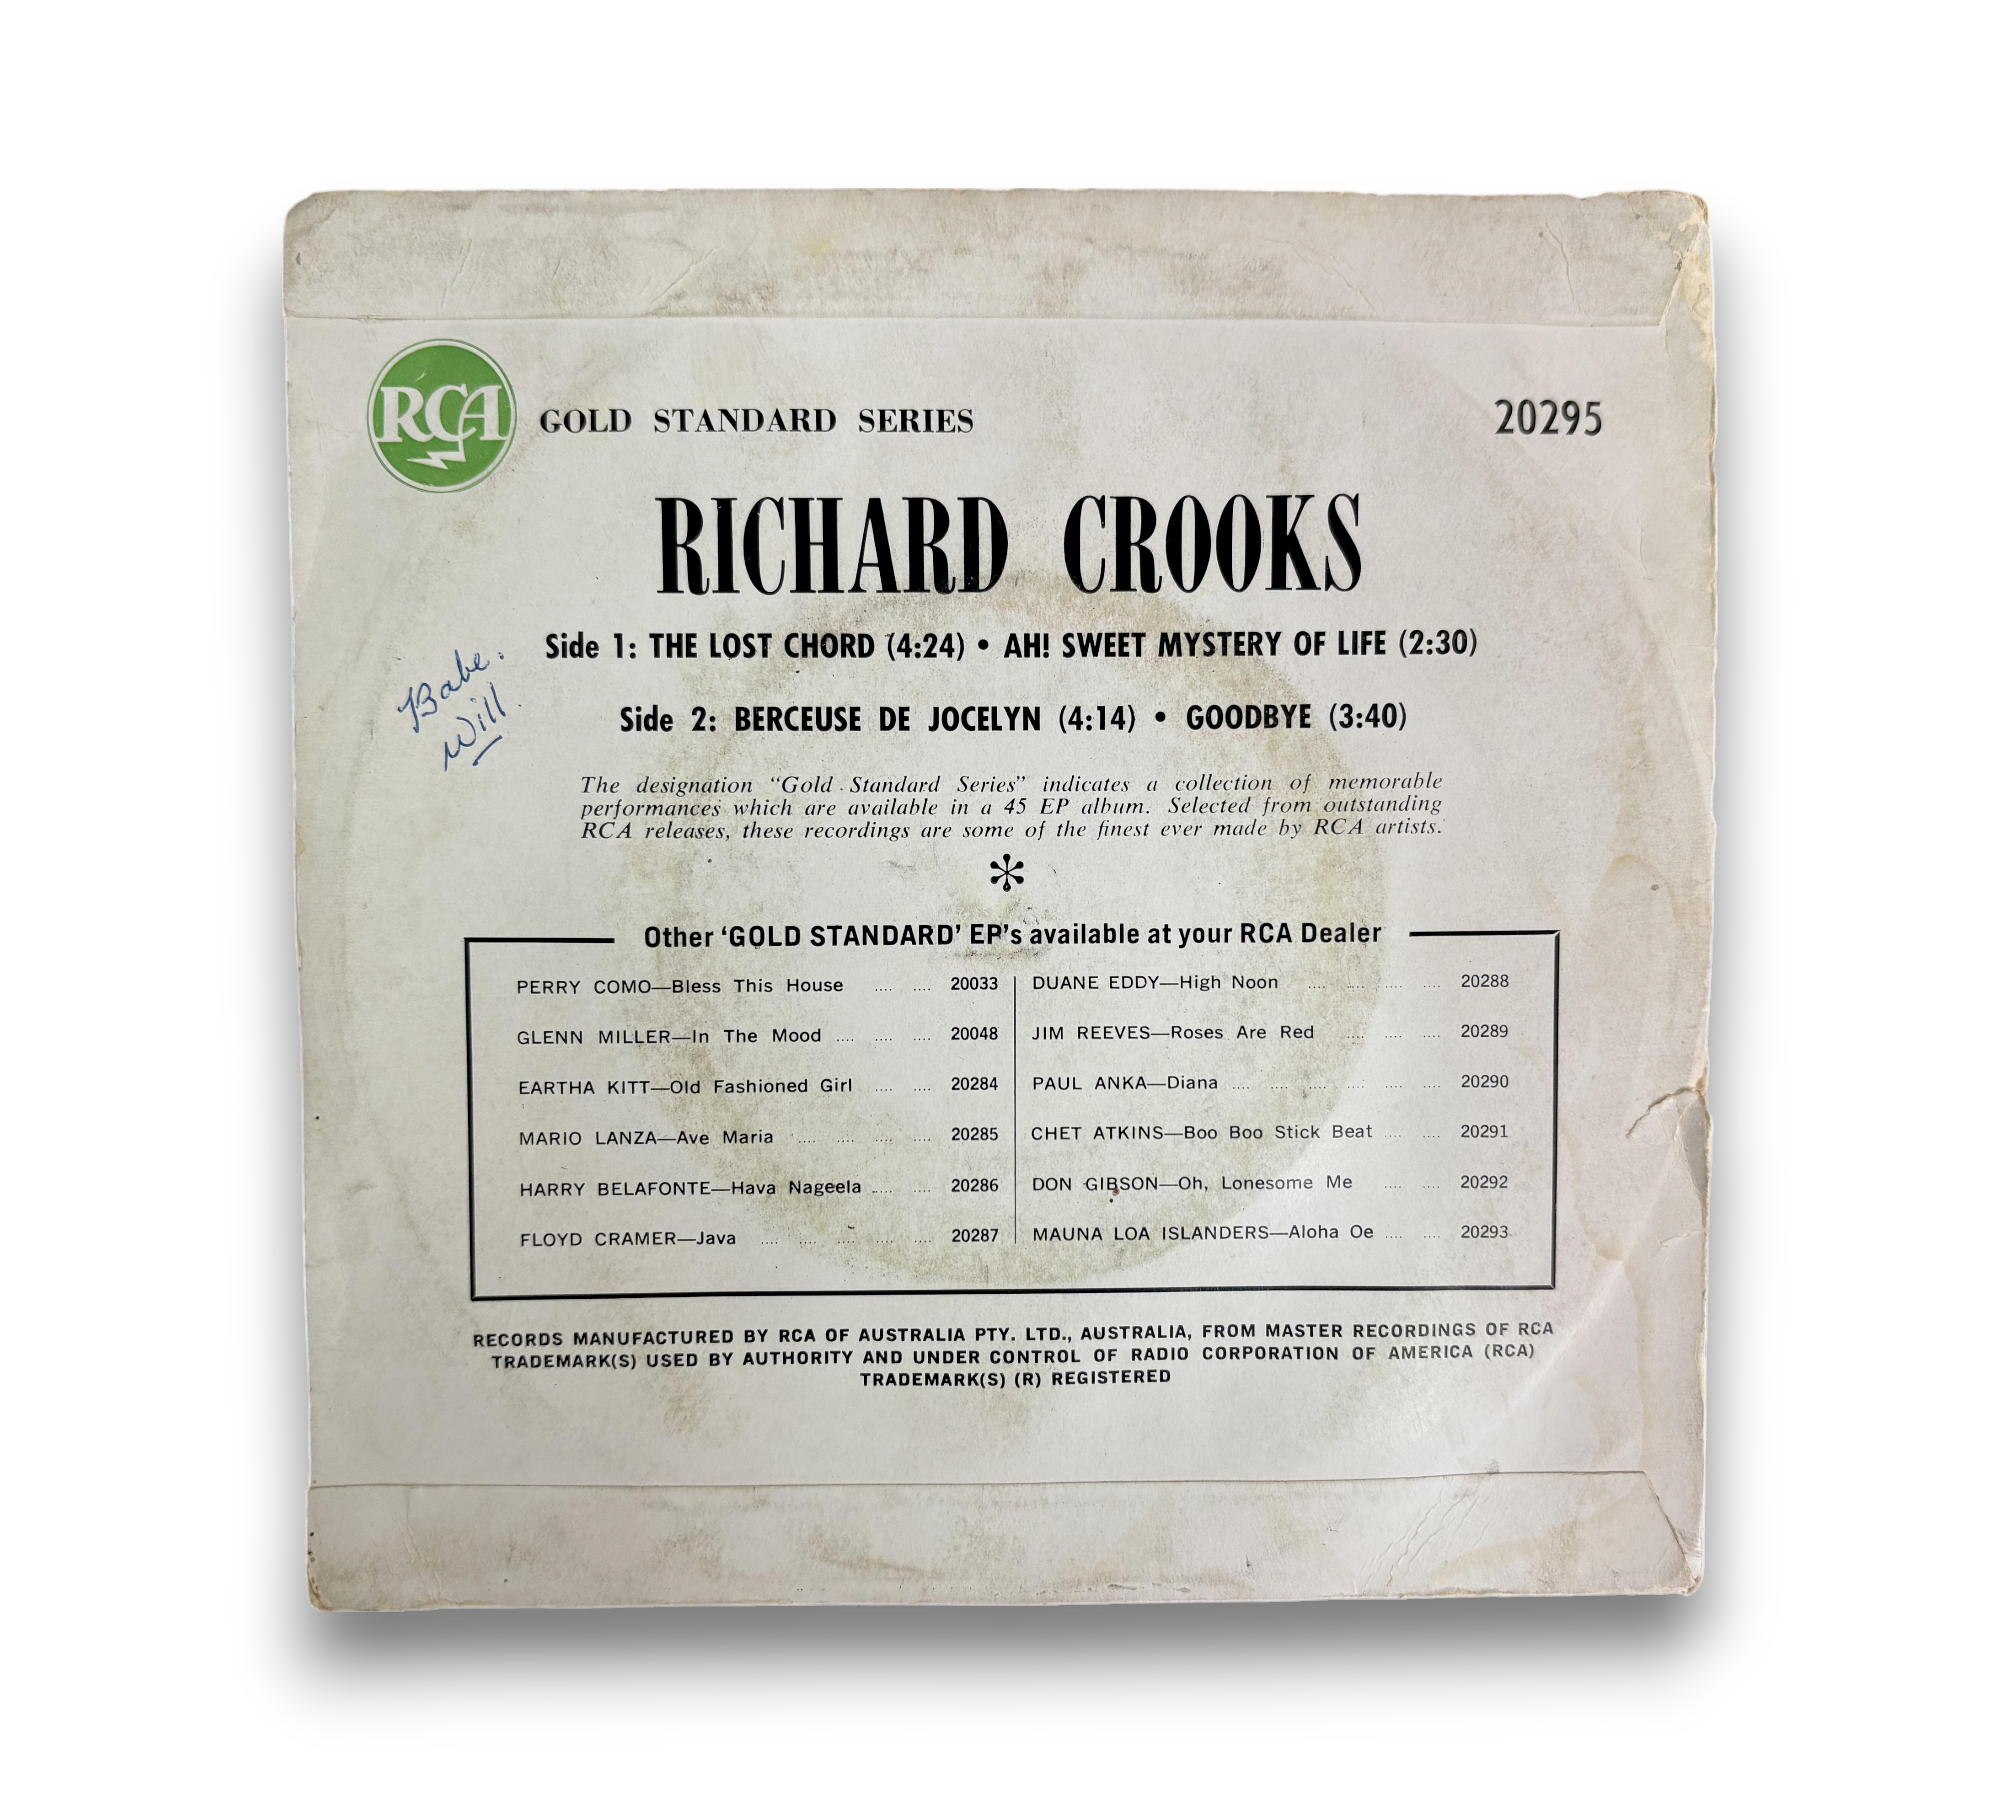 RCA
GOLD STANDARD SERIES
20295
RICHARD CROOKS
Side 1: THE LOST CHORD (4:24) • AH! SWEET MYSTERY OF LIFE (2:30)
Babe.
Will
Side 2: BERCEUSE DE JOCELYN (4:14) • GOODBYE (3:40)
The designation “Gold Standard Series” indicates a collection of memorable
performances which are available in a 45 EP album. Selected from outstanding
RCA releases, these recordings are some of the finest ever made by RCA artists.
Other ‘GOLD STANDARD’ EP’s available at your RCA Dealer
PERRY COMO—Bless This House .... .... 20033
GLENN MILLER—In The Mood .... .... .... 20048
EARTHA KITT—Old Fashioned Girl .... .... 20284
MARIO LANZA—Ave Maria .... .... .... .... 20285
HARRY BELAFONTE—Hava Nageela .... .... 20286
FLOYD CRAMER—Java .... .... .... .... .... 20287
DUANE EDDY—High Noon .... .... .... .... 20288
JIM REEVES—Roses Are Red .... .... .... 20289
PAUL ANKA—Diana .... .... .... .... .... .... 20290
CHET ATKINS—Boo Boo Stick Beat .... .... 20291
DON GIBSON—Oh, Lonesome Me .... .... 20292
MAUNA LOA ISLANDERS—Aloha Oe .... .... 20293
RECORDS MANUFACTURED BY RCA OF AUSTRALIA PTY. LTD., AUSTRALIA, FROM MASTER RECORDINGS OF RCA
TRADEMARK(S) USED BY AUTHORITY AND UNDER CONTROL OF RADIO CORPORATION OF AMERICA (RCA)
TRADEMARK(S) (R) REGISTERED